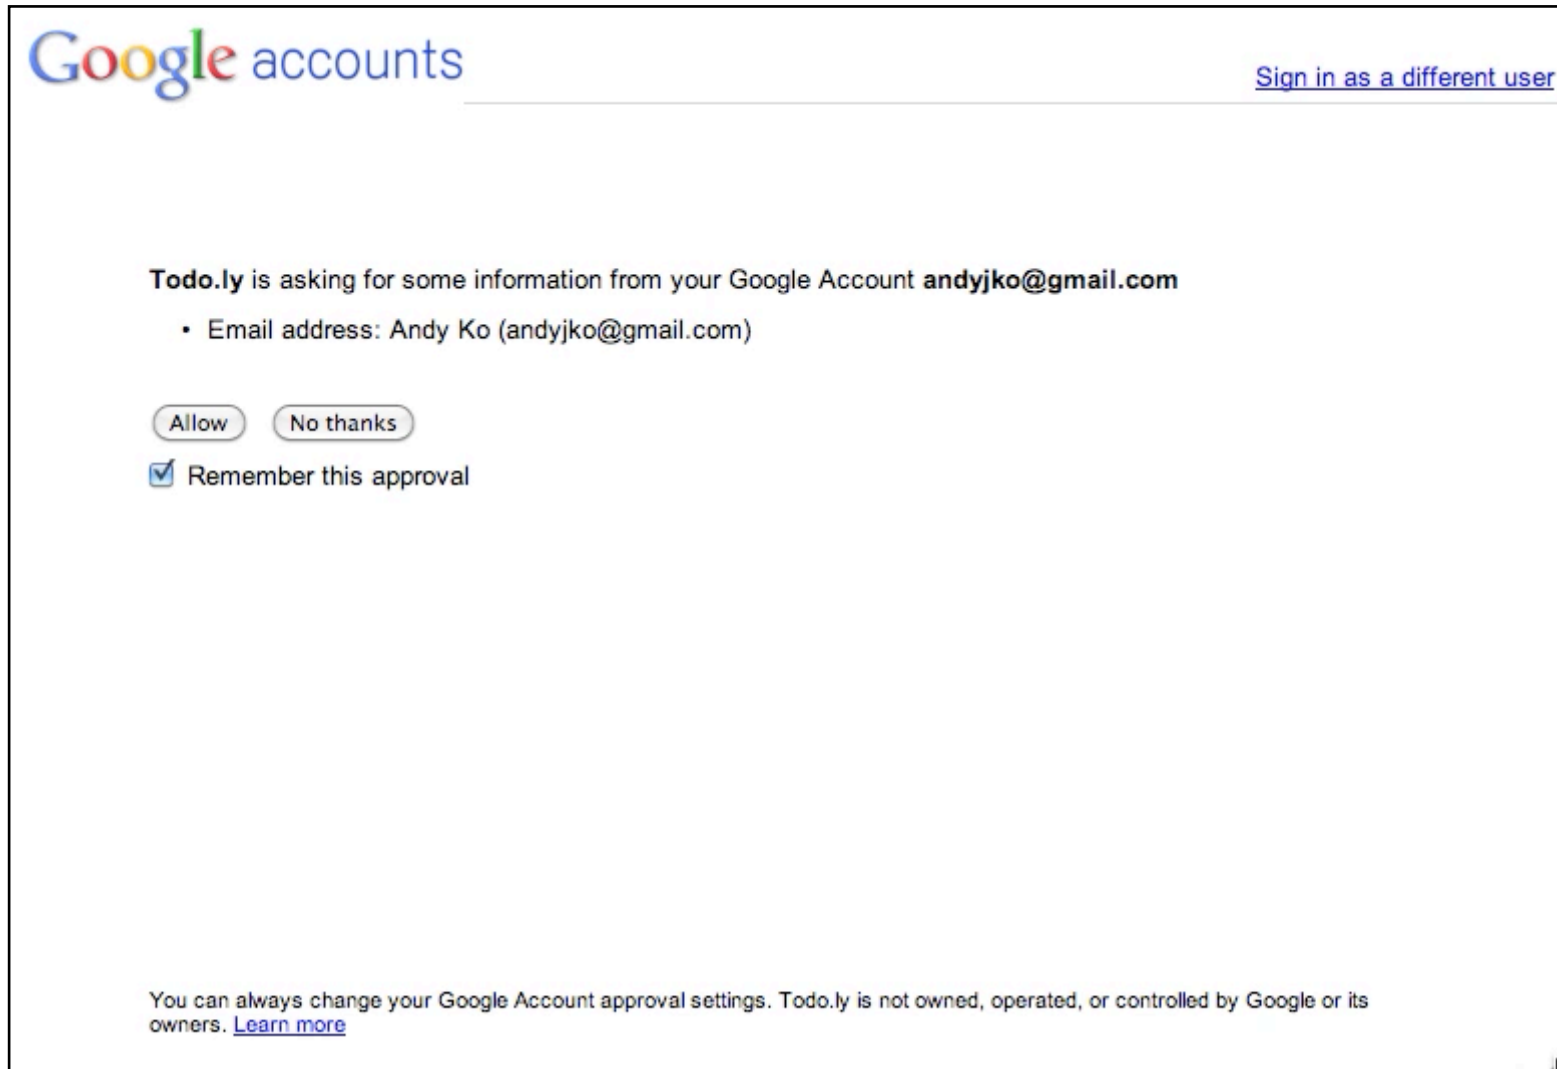 Google accounts
Sign in as a different user
Todo.ly is asking for some information from your Google Account andyjko@gmail.com
• Email address: Andy Ko (andyjko@gmail.com)
Allow No thanks
Remember this approval
You can always change your Google Account approval settings. Todo.ly is not owned, operated, or controlled by Google or its
owners. Learn more